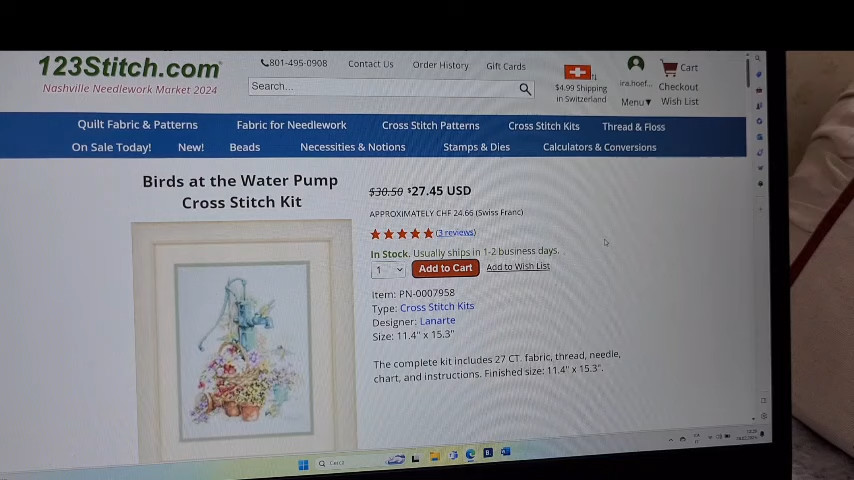 123Stitch.com
Nashville Needlework Market 2024
801-495-0908 Contact Us Order History Gift Cards
Search...
$4.99 Shipping
in Switzerland
ira.hoef...
Menu▼
Cart
Checkout
Wish List
Quilt Fabric & Patterns Fabric for Needlework Cross Stitch Patterns Cross Stitch Kits Thread & Floss
On Sale Today! New! Beads Necessities & Notions Stamps & Dies Calculators & Conversions
Birds at the Water Pump
Cross Stitch Kit
$30.50 $27.45 USD
APPROXIMATELY CHF 24.66 (Swiss Franc)
(3 reviews)
In Stock. Usually ships in 1-2 business days.
1 Add to Cart Add to Wish List
Item: PN-0007958
Type: Cross Stitch Kits
Designer: Lanarte
Size: 11.4" x 15.3"
The complete kit includes 27 CT. fabric, thread, needle,
chart, and instructions. Finished size: 11.4" x 15.3".
Cerca